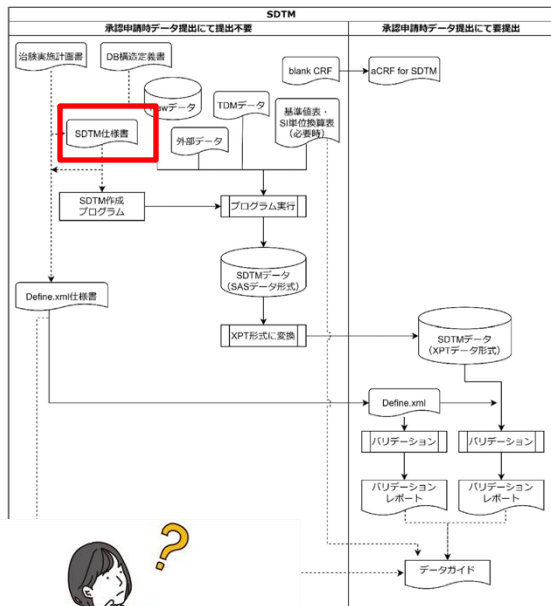 SDTM
承認申請時データ提出にて提出不要
承認申請時データ提出にて要提出
治験実施計画書
DB構造定義書
blank CRF
aCRF for SDTM
Rawデータ
TDMデータ
基準値表・
SI単位換算表
(必要時)
SDTM仕様書
外部データ
SDTM作成
プログラム
プログラム実行
SDTMデータ
(SASデータ形式)
Define.xml仕様書
XPT形式に変換
SDTMデータ
(XPTデータ形式)
Define.xml
バリデーション
バリデーション
バリデーション
レポート
バリデーション
レポート
データガイド
?